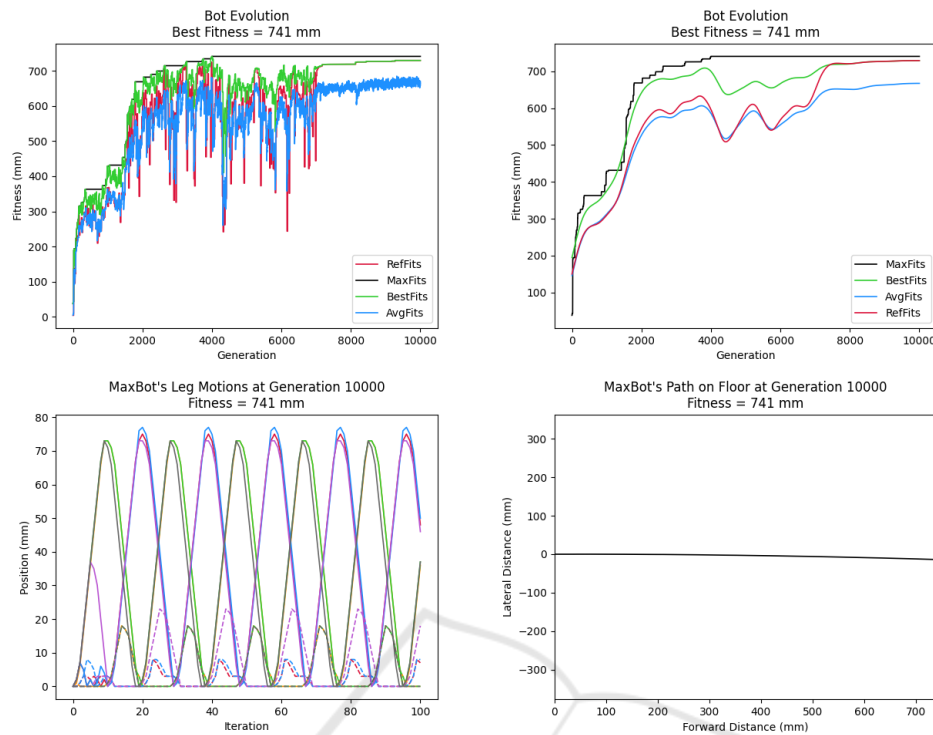 Bot Evolution
Best Fitness = 741 mm
Fitness (mm)
700
600
500
400
300
200
100
0
0 2000 4000 6000 8000 10000
Generation
RefFits
MaxFits
BestFits
AvgFits
Bot Evolution
Best Fitness = 741 mm
Fitness (mm)
700
600
500
400
300
200
100
0 2000 4000 6000 8000 10000
Generation
MaxFits
BestFits
AvgFits
RefFits
MaxBot's Leg Motions at Generation 10000
Fitness = 741 mm
Position (mm)
80
70
60
50
40
30
20
10
0
0 20 40 60 80 100
Iteration
MaxBot's Path on Floor at Generation 10000
Fitness = 741 mm
Lateral Distance (mm)
300
200
100
0
−100
−200
−300
0 100 200 300 400 500 600 700
Forward Distance (mm)